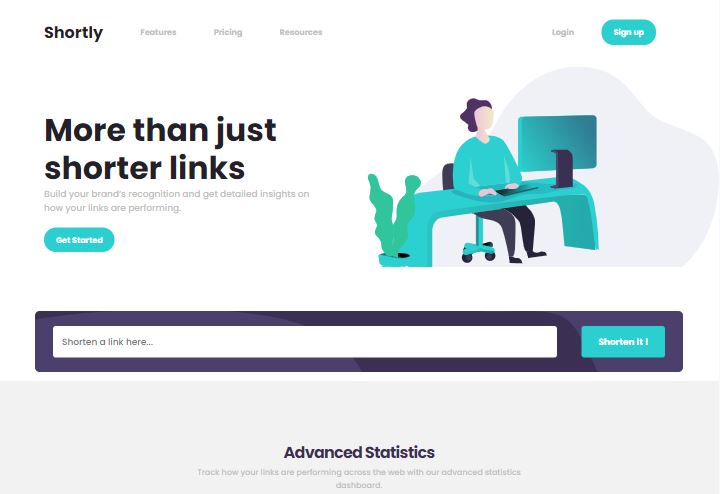 Shortly
Features
Pricing
Resources
Login
Sign up
More than just
shorter links
Build your brand's recognition and get detailed insights on
how your links are performing.
Get Started
Shorten a link here...
Shorten It !
Advanced Statistics
Track how your links are performing across the web with our advanced statistics
dashboard.